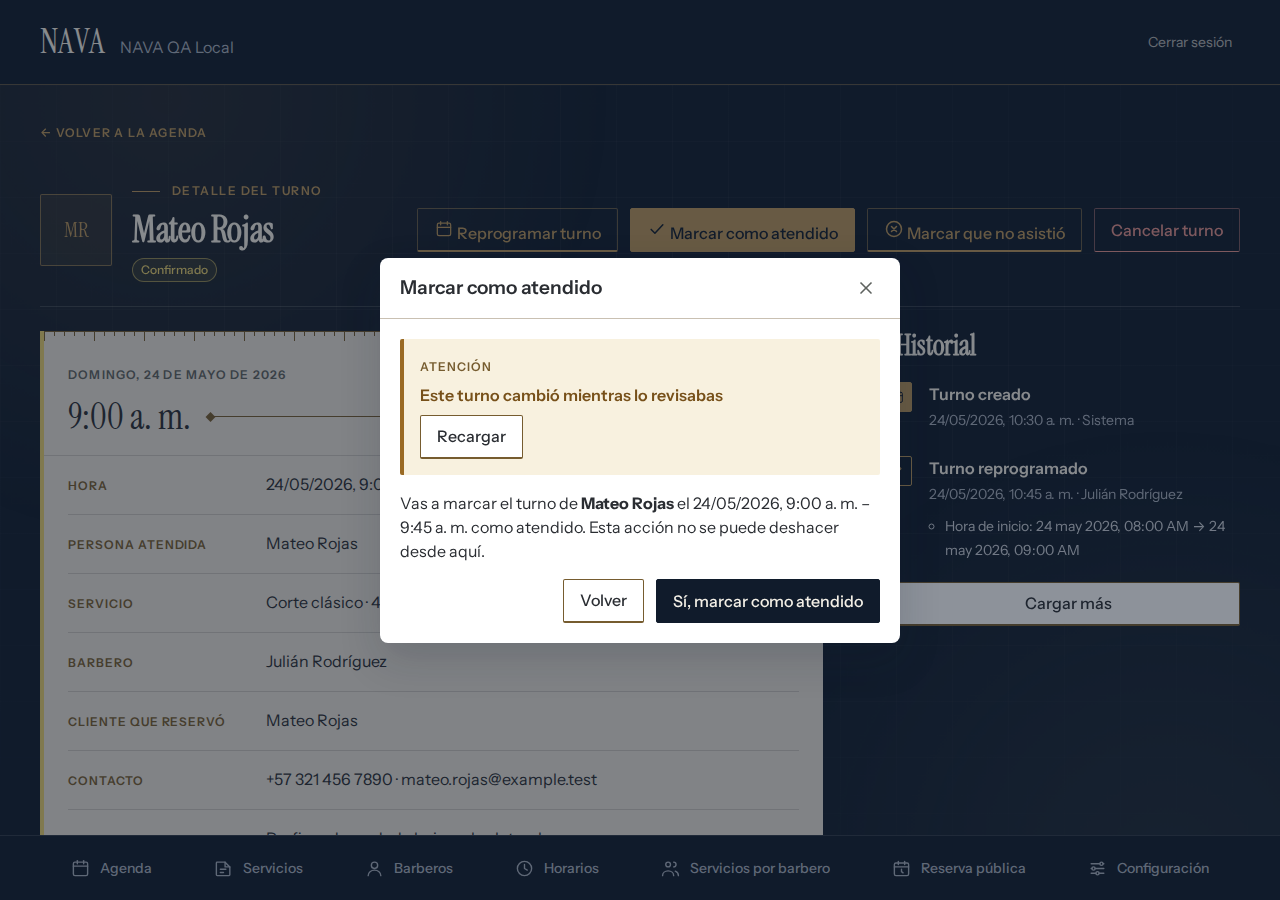 NAVA NAVA QA Local
Cerrar sesión
← VOLVER A LA AGENDA
MR
DETALLE DEL TURNO
Mateo Rojas
Confirmado
Reprogramar turno
Marcar como atendido
Marcar que no asistió
Cancelar turno
Marcar como atendido
ATENCIÓN
Este turno cambió mientras lo revisabas
Recargar
Vas a marcar el turno de Mateo Rojas el 24/05/2026, 9:00 a. m. –
9:45 a. m. como atendido. Esta acción no se puede deshacer
desde aquí.
Volver
Sí, marcar como atendido
DOMINGO, 24 DE MAYO DE 2026
9:00 a. m.
HORA
24/05/2026, 9:0
PERSONA ATENDIDA
Mateo Rojas
SERVICIO
Corte clásico · 4
BARBERO
Julián Rodríguez
CLIENTE QUE RESERVÓ
Mateo Rojas
CONTACTO
+57 321 456 7890 · mateo.rojas@example.test
Historial
Turno creado
24/05/2026, 10:30 a. m. · Sistema
Turno reprogramado
24/05/2026, 10:45 a. m. · Julián Rodríguez
Hora de inicio: 24 may 2026, 08:00 AM → 24
may 2026, 09:00 AM
Cargar más
Agenda
Servicios
Barberos
Horarios
Servicios por barbero
Reserva pública
Configuración